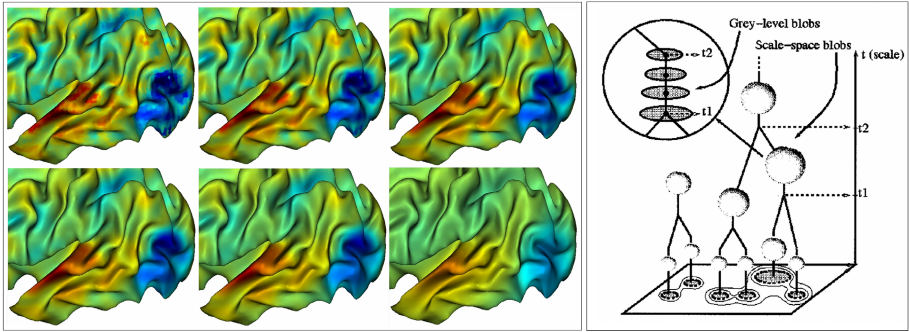 Grey-level blobs
t2
Scale-space blobs
t (scale)
t1
t2
t1